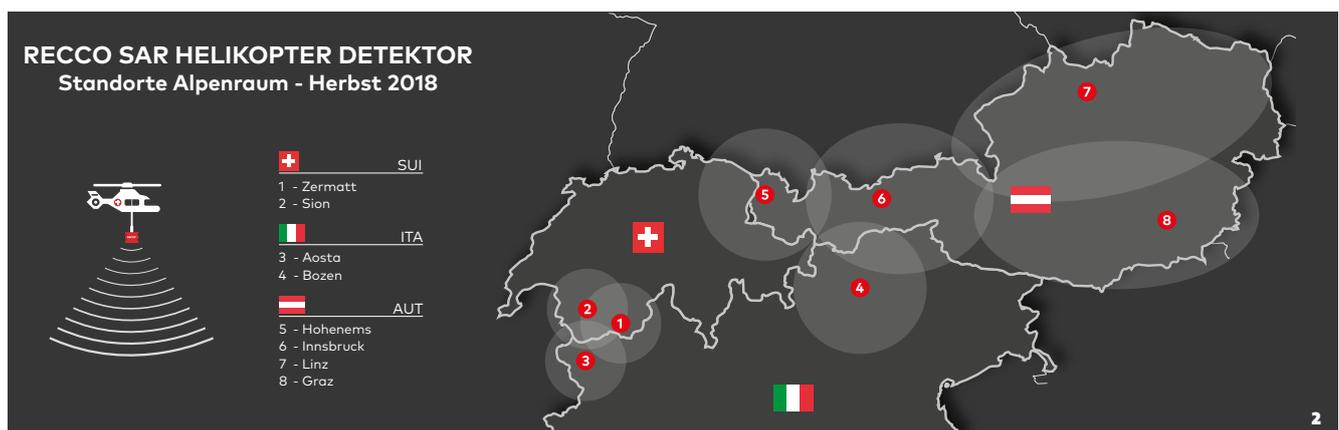 RECCO SAR HELIKOPTER DETEKTOR
Standorte Alpenraum - Herbst 2018
SUI
1 - Zermatt
2 - Sion
ITA
3 - Aosta
4 - Bozen
AUT
5 - Hohenems
6 - Innsbruck
7 - Linz
8 - Graz
7
5
6
8
4
2
1
3
2